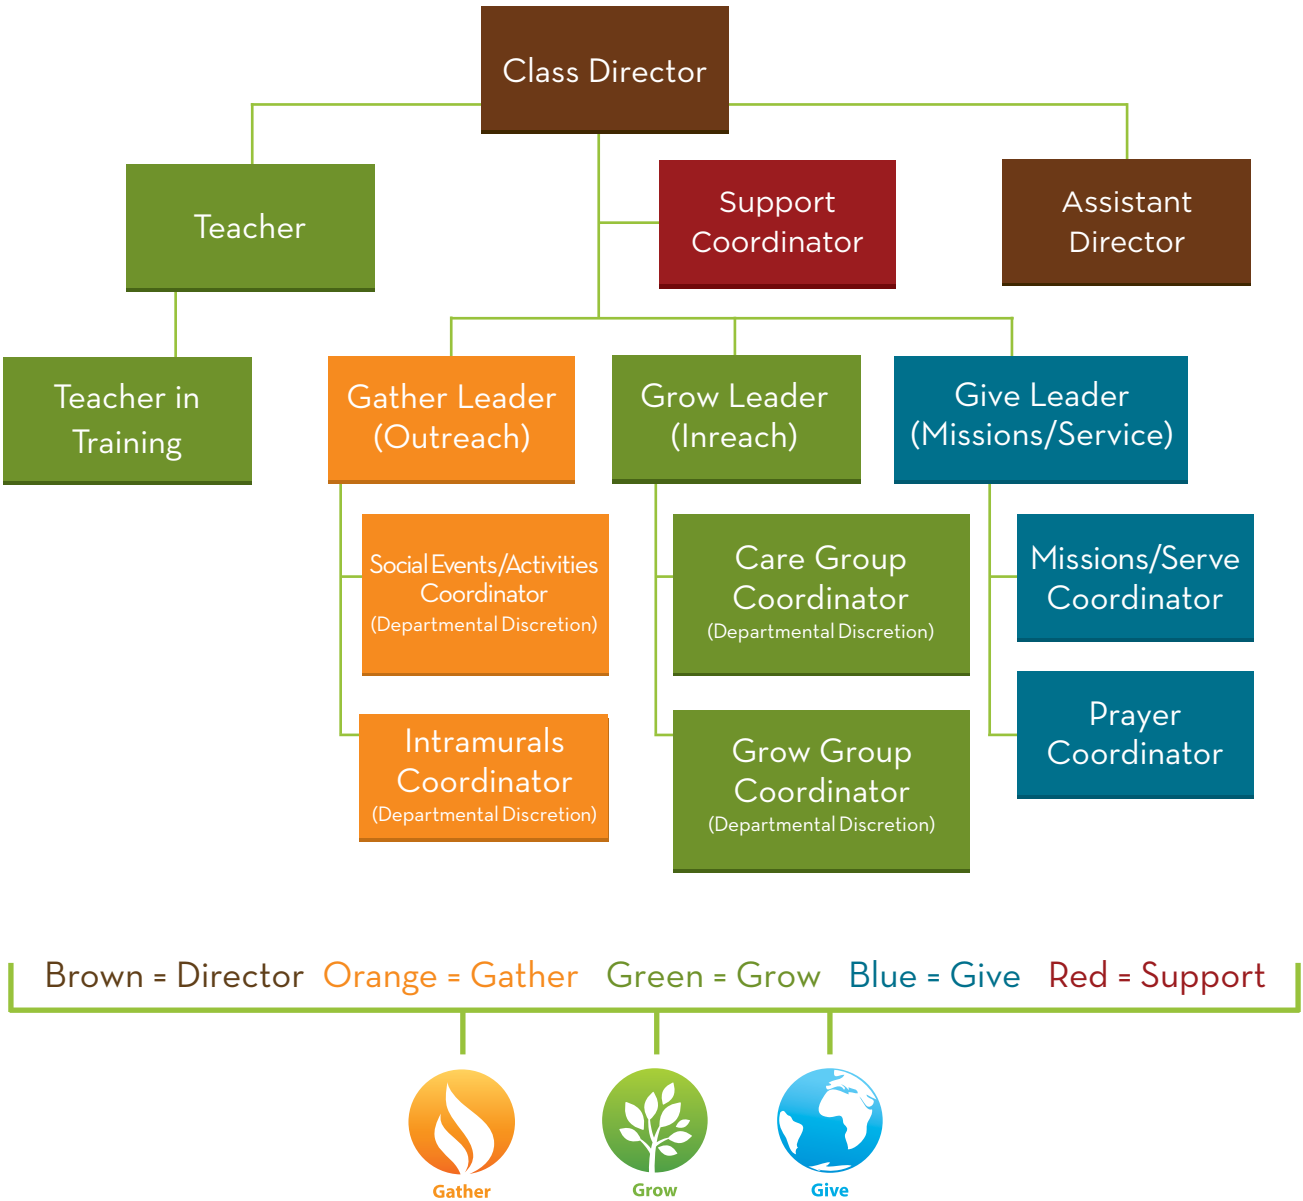 Class Director
Teacher
Support
Coordinator
Assistant
Director
Teacher in
Training
Gather Leader
(Outreach)
Grow Leader
(Inreach)
Give Leader
(Missions/Service)
Social Events/Activities
Coordinator
(Departmental Discretion)
Care Group
Coordinator
(Departmental Discretion)
Missions/Serve
Coordinator
Intramurals
Coordinator
(Departmental Discretion)
Grow Group
Coordinator
(Departmental Discretion)
Prayer
Coordinator
Brown = Director Orange = Gather Green = Grow Blue = Give Red = Support
Gather
Grow
Give